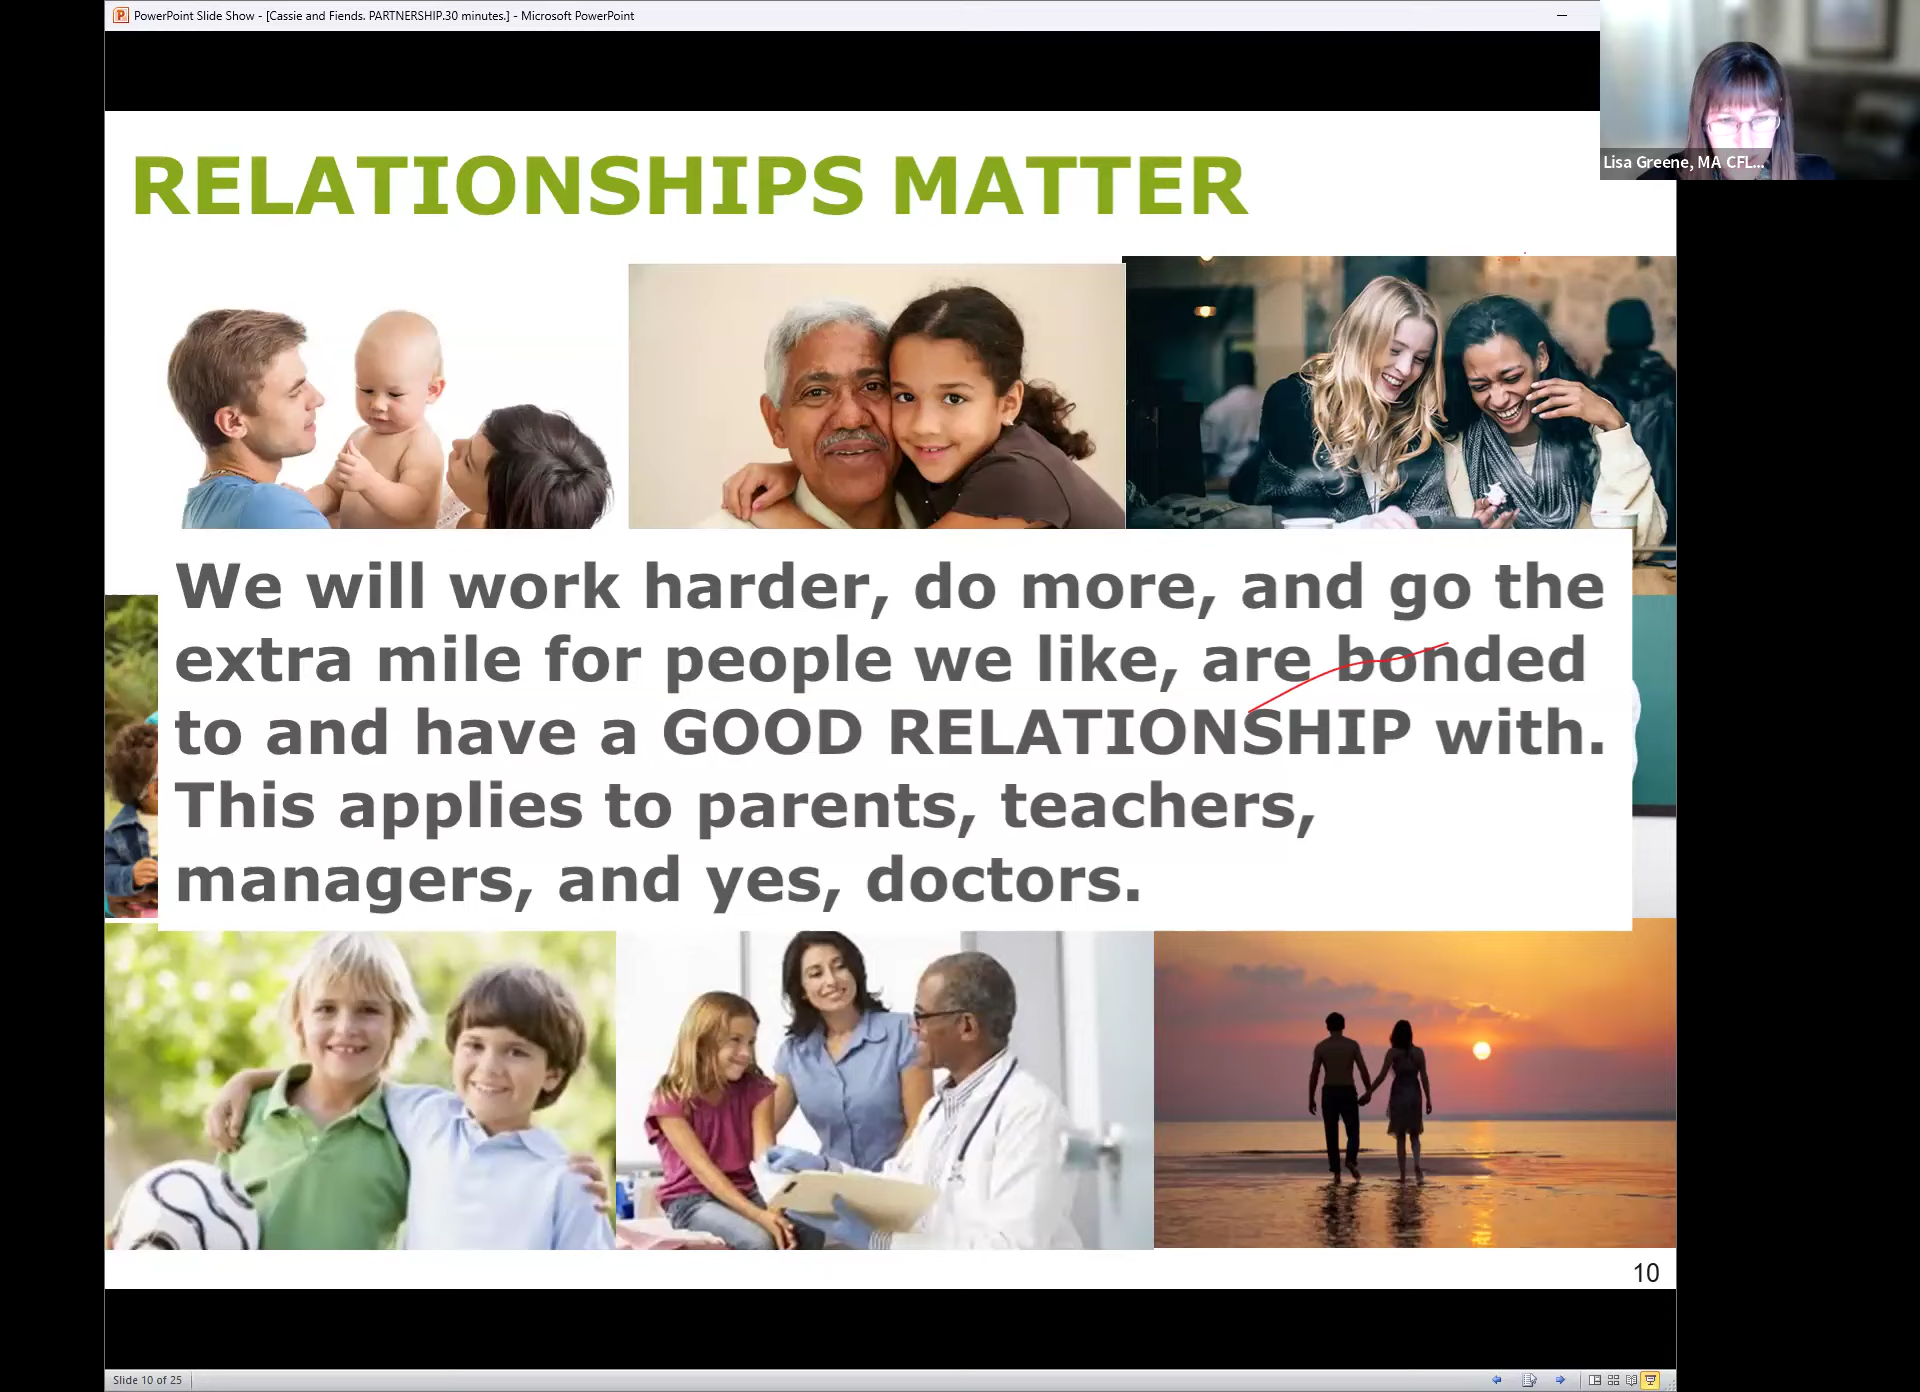 PowerPoint Slide Show - [Cassie and Fiends. PARTNERSHIP.30 minutes.] - Microsoft PowerPoint
Lisa Greene, MA CFL...
RELATIONSHIPS MATTER
We will work harder, do more, and go the
extra mile for people we like, are bonded
to and have a GOOD RELATIONSHIP with.
This applies to parents, teachers,
managers, and yes, doctors.
10
Slide 10 of 25